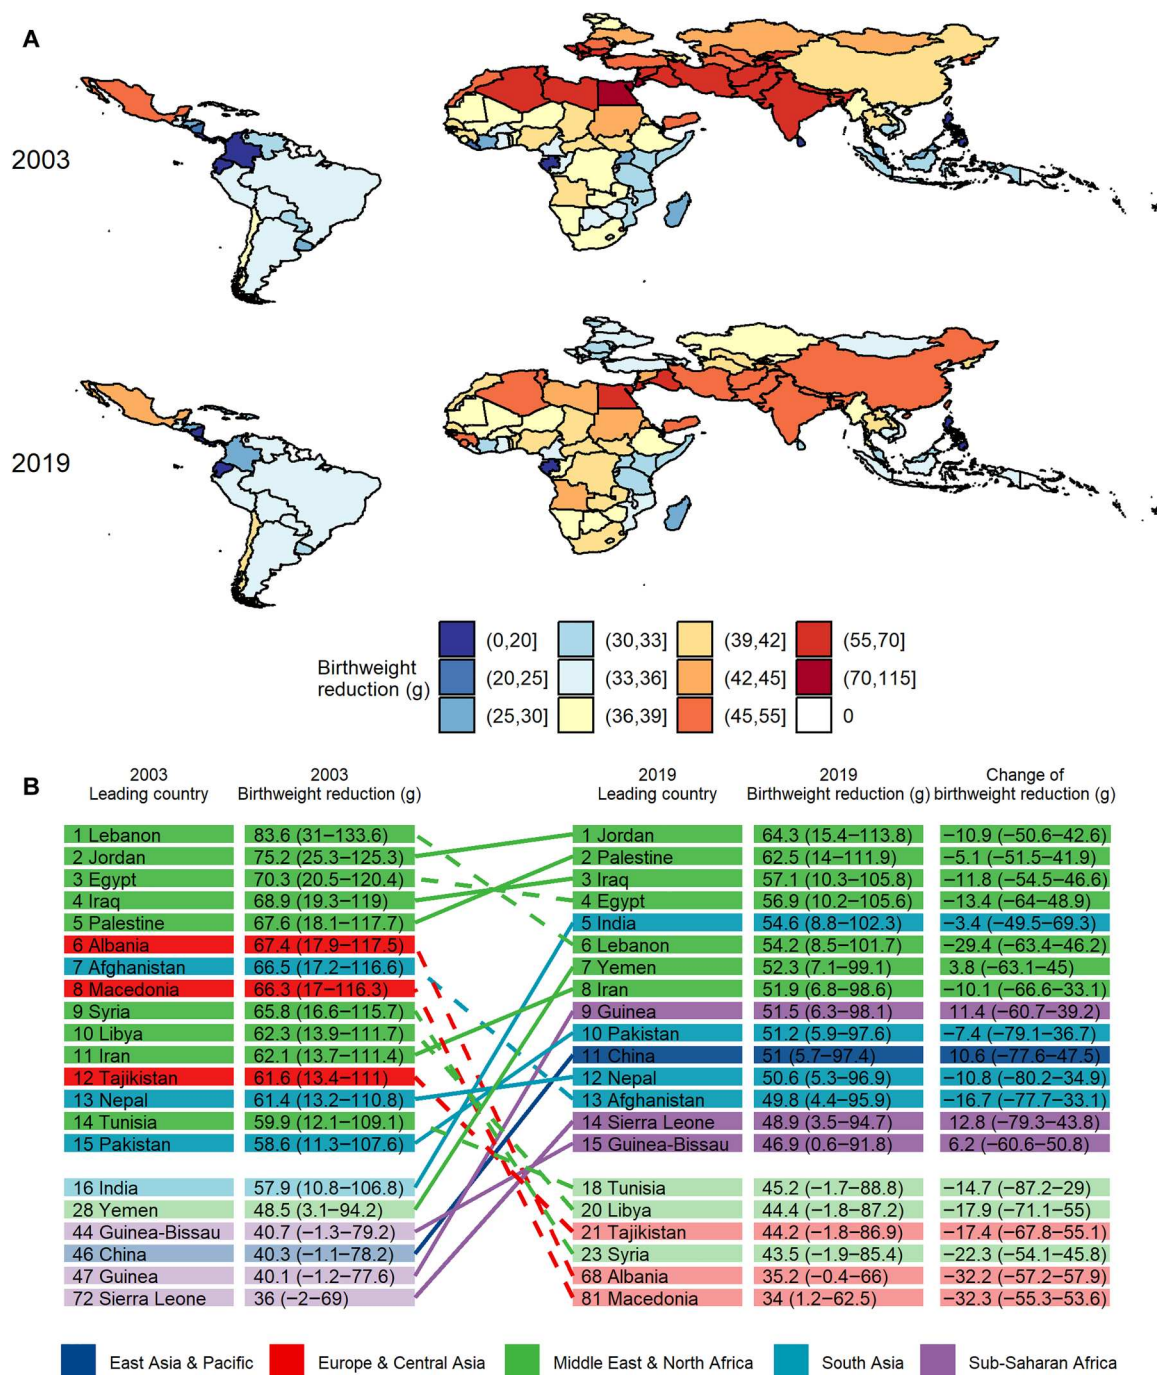 A
2003
2019
Birthweight
reduction (g)
(0,20]
(30,33]
(39,42]
(55,70]
(20,25]
(33,36]
(42,45]
(70,115]
(25,30]
(36,39]
(45,55]
0
B
2003
Leading country
2003
Birthweight reduction (g)
2019
Leading country
2019
Birthweight reduction (g)
Change of
birthweight reduction (g)
1 Lebanon 83.6 (31−133.6) 1 Jordan 64.3 (15.4−113.8) −10.9 (−50.6−42.6)
2 Jordan 75.2 (25.3−125.3) 2 Palestine 62.5 (14−111.9) −5.1 (−51.5−41.9)
3 Egypt 70.3 (20.5−120.4) 3 Iraq 57.1 (10.3−105.8) −11.8 (−54.5−46.6)
4 Iraq 68.9 (19.3−119) 4 Egypt 56.9 (10.2−105.6) −13.4 (−64−48.9)
5 Palestine 67.6 (18.1−117.7) 5 India 54.6 (8.8−102.3) −3.4 (−49.5−69.3)
6 Albania 67.4 (17.9−117.5) 6 Lebanon 54.2 (8.5−101.7) −29.4 (−63.4−46.2)
7 Afghanistan 66.5 (17.2−116.6) 7 Yemen 52.3 (7.1−99.1) 3.8 (−63.1−45)
8 Macedonia 66.3 (17−116.3) 8 Iran 51.9 (6.8−98.6) −10.1 (−66.6−33.1)
9 Syria 65.8 (16.6−115.7) 9 Guinea 51.5 (6.3−98.1) 11.4 (−60.7−39.2)
10 Libya 62.3 (13.9−111.7) 10 Pakistan 51.2 (5.9−97.6) −7.4 (−79.1−36.7)
11 Iran 62.1 (13.7−111.4) 11 China 51 (5.7−97.4) 10.6 (−77.6−47.5)
12 Tajikistan 61.6 (13.4−111) 12 Nepal 50.6 (5.3−96.9) −10.8 (−80.2−34.9)
13 Nepal 61.4 (13.2−110.8) 13 Afghanistan 49.8 (4.4−95.9) −16.7 (−77.7−33.1)
14 Tunisia 59.9 (12.1−109.1) 14 Sierra Leone 48.9 (3.5−94.7) 12.8 (−79.3−43.8)
15 Pakistan 58.6 (11.3−107.6) 15 Guinea-Bissau 46.9 (0.6−91.8) 6.2 (−60.6−50.8)
16 India 57.9 (10.8−106.8) 18 Tunisia 45.2 (−1.7−88.8) −14.7 (−87.2−29)
28 Yemen 48.5 (3.1−94.2) 20 Libya 44.4 (−1.8−87.2) −17.9 (−71.1−55)
44 Guinea-Bissau 40.7 (−1.3−79.2) 21 Tajikistan 44.2 (−1.8−86.9) −17.4 (−67.8−55.1)
46 China 40.3 (−1.1−78.2) 23 Syria 43.5 (−1.9−85.4) −22.3 (−54.1−45.8)
47 Guinea 40.1 (−1.2−77.6) 68 Albania 35.2 (−0.4−66) −32.2 (−57.2−57.9)
72 Sierra Leone 36 (−2−69) 81 Macedonia 34 (1.2−62.5) −32.3 (−55.3−53.6)
East Asia & Pacific
Europe & Central Asia
Middle East & North Africa
South Asia
Sub-Saharan Africa